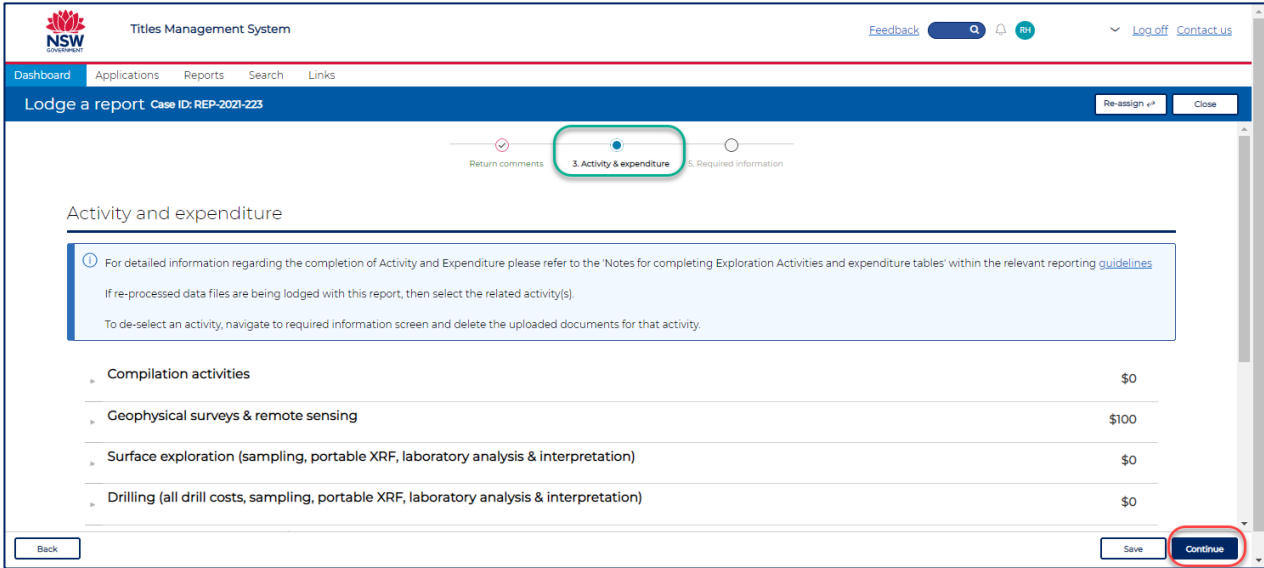 NSW
GOVERNMENT
Titles Management System
Feedback
RH
Log off Contact us
Dashboard Applications Reports Search Links
Lodge a report Case ID: REP-2021-223
Re-assign
Close
Return comments
3. Activity & expenditure
5. Required information
Activity and expenditure
For detailed information regarding the completion of Activity and Expenditure please refer to the 'Notes for completing Exploration Activities and expenditure tables' within the relevant reporting guidelines
If re-processed data files are being lodged with this report, then select the related activity(s).
To de-select an activity, navigate to required information screen and delete the uploaded documents for that activity.
Compilation activities $0
Geophysical surveys & remote sensing $100
Surface exploration (sampling, portable XRF, laboratory analysis & interpretation) $0
Drilling (all drill costs, sampling, portable XRF, laboratory analysis & interpretation) $0
Back
Save
Continue